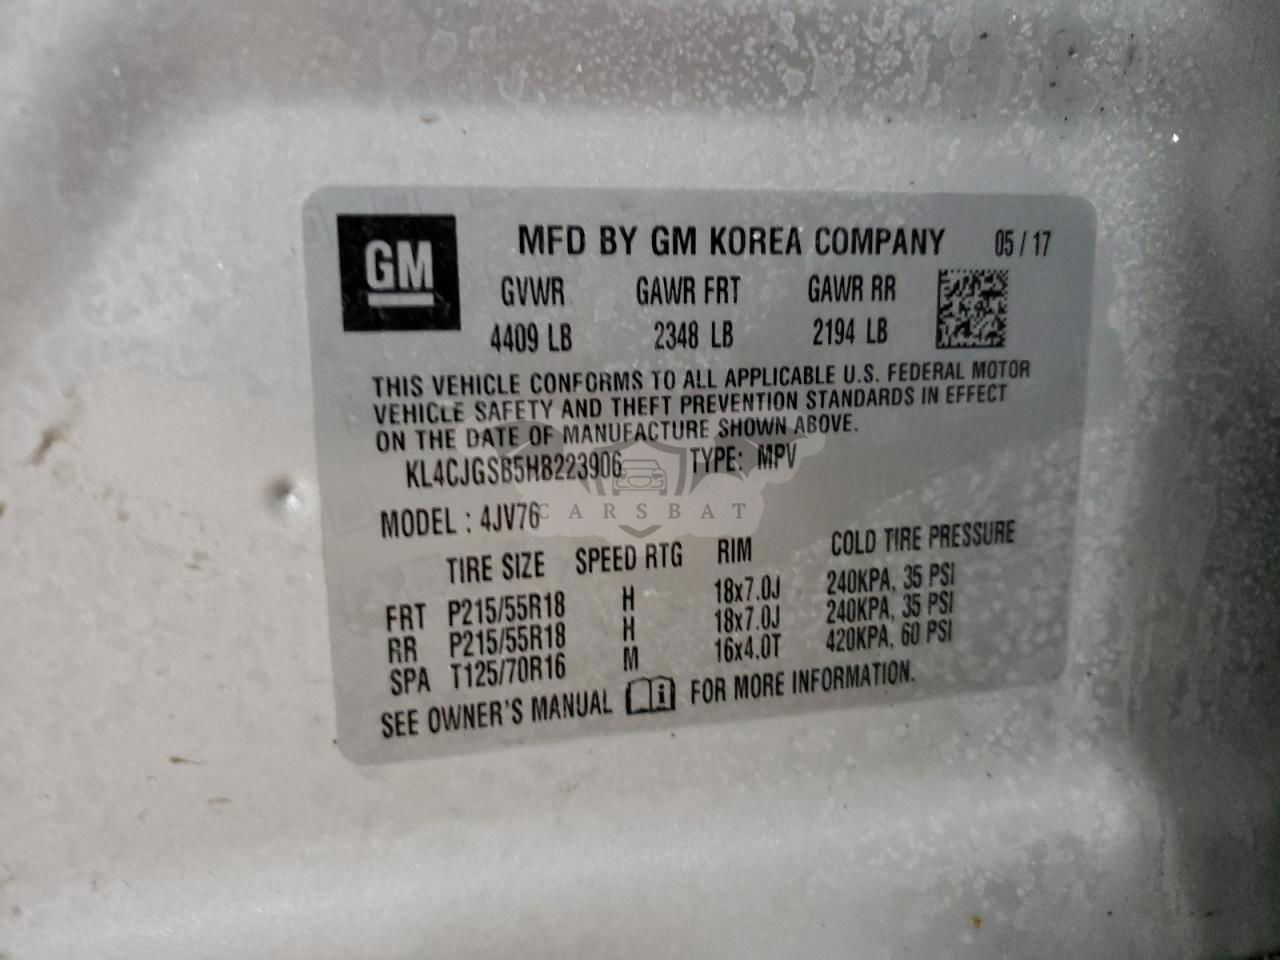 GM
MFD BY GM KOREA COMPANY 05 / 17
GVWR GAWR FRT GAWR RR
4409 LB 2348 LB 2194 LB
THIS VEHICLE CONFORMS TO ALL APPLICABLE U.S. FEDERAL MOTOR
VEHICLE SAFETY AND THEFT PREVENTION STANDARDS IN EFFECT
ON THE DATE OF MANUFACTURE SHOWN ABOVE.
KL4CJGSB5HB223906 TYPE: MPV
CARSBAT
MODEL : 4JV76
TIRE SIZE SPEED RTG RIM COLD TIRE PRESSURE
FRT P215/55R18 H 18x7.0J 240KPA, 35 PSI
RR P215/55R18 H 18x7.0J 240KPA, 35 PSI
SPA T125/70R16 M 16x4.0T 420KPA, 60 PSI
SEE OWNER'S MANUAL i FOR MORE INFORMATION.